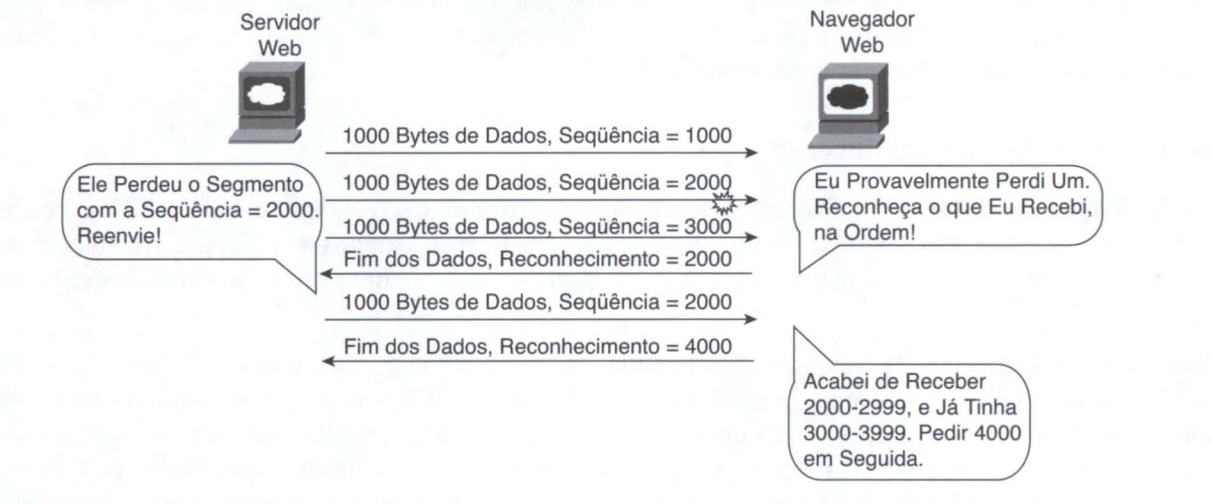 Servidor
Web
Navegador
Web
1000 Bytes de Dados, Seqüência = 1000
Ele Perdeu o Segmento
com a Seqüência = 2000.
Reenvie!
1000 Bytes de Dados, Seqüência = 2000
Eu Provavelmente Perdi Um.
Reconheça o que Eu Recebi,
na Ordem!
1000 Bytes de Dados, Seqüência = 3000
Fim dos Dados, Reconhecimento = 2000
1000 Bytes de Dados, Seqüência = 2000
Fim dos Dados, Reconhecimento = 4000
Acabei de Receber
2000-2999, e Já Tinha
3000-3999. Pedir 4000
em Seguida.